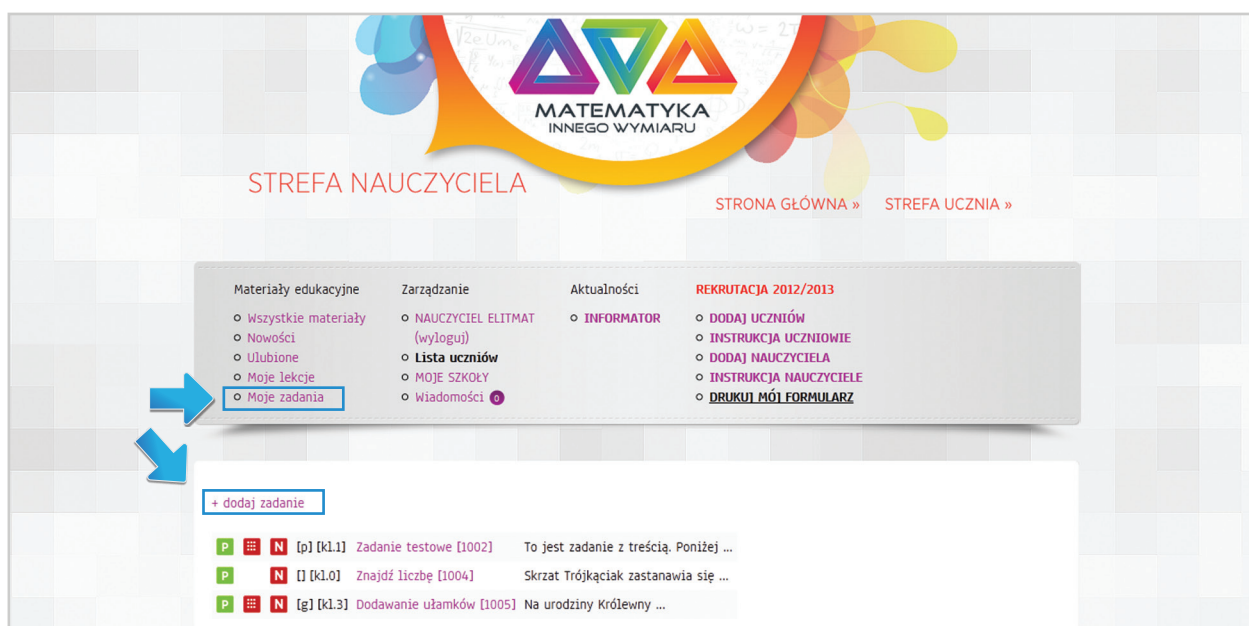 MATEMATYKA
INNEGO WYMIARU
STREFA NAUCZYCIELA
STRONA GŁÓWNA »
STREFA UCZNIA »
Materiały edukacyjne
Wszystkie materiały
Nowości
Ulubione
Moje lekcje
Moje zadania
Zarządzanie
NAUCZYCIEL ELITMAT
(wyloguj)
Lista uczniów
MOJE SZKOŁY
Wiadomości 0
Aktualności
INFORMATOR
REKRUTACJA 2012/2013
DODAJ UCZNIÓW
INSTRUKCJA UCZNIOWIE
DODAJ NAUCZYCIELA
INSTRUKCJA NAUCZYCIELE
DRUKUJ MÓJ FORMULARZ
+ dodaj zadanie
P N [p] [kl.1] Zadanie testowe [1002] To jest zadanie z treścią. Poniżej ...
P N [] [kl.0] Znajdź liczbę [1004] Skrzat Trójkąciak zastanawia się ...
P N [g] [kl.3] Dodawanie ułamków [1005] Na urodziny Królewny ...